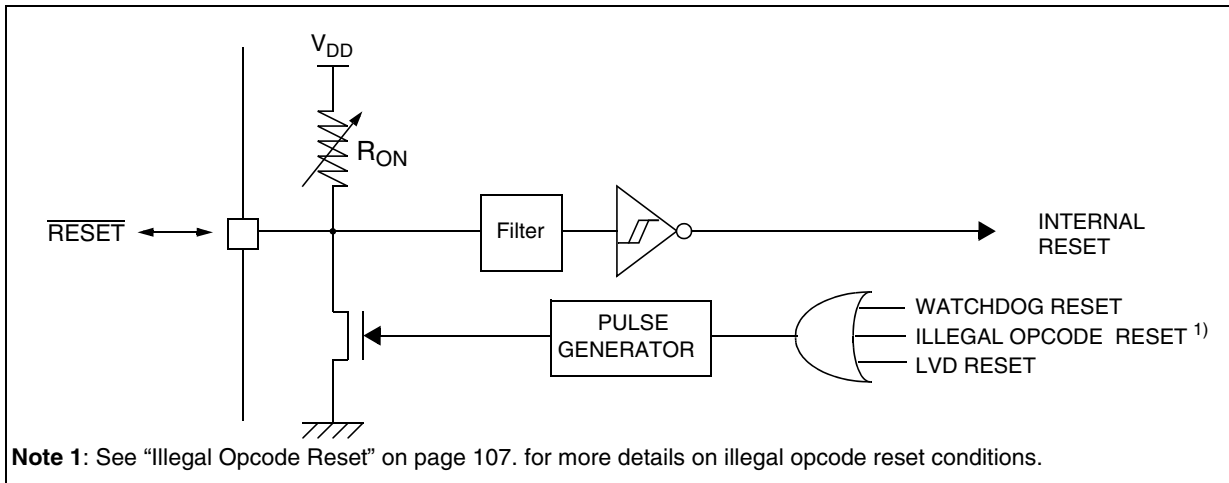 VDD
RON
RESET
Filter
INTERNAL
RESET
PULSE
GENERATOR
WATCHDOG RESET
ILLEGAL OPCODE RESET 1)
LVD RESET
Note 1: See “Illegal Opcode Reset” on page 107. for more details on illegal opcode reset conditions.